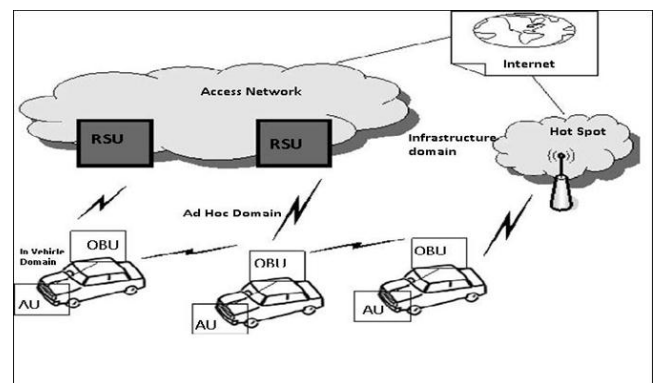 Internet
Access Network
RSU
RSU
Infrastructure
domain
Hot Spot
Ad Hoc Domain
In Vehicle
Domain
OBU
AU
OBU
AU
OBU
AU